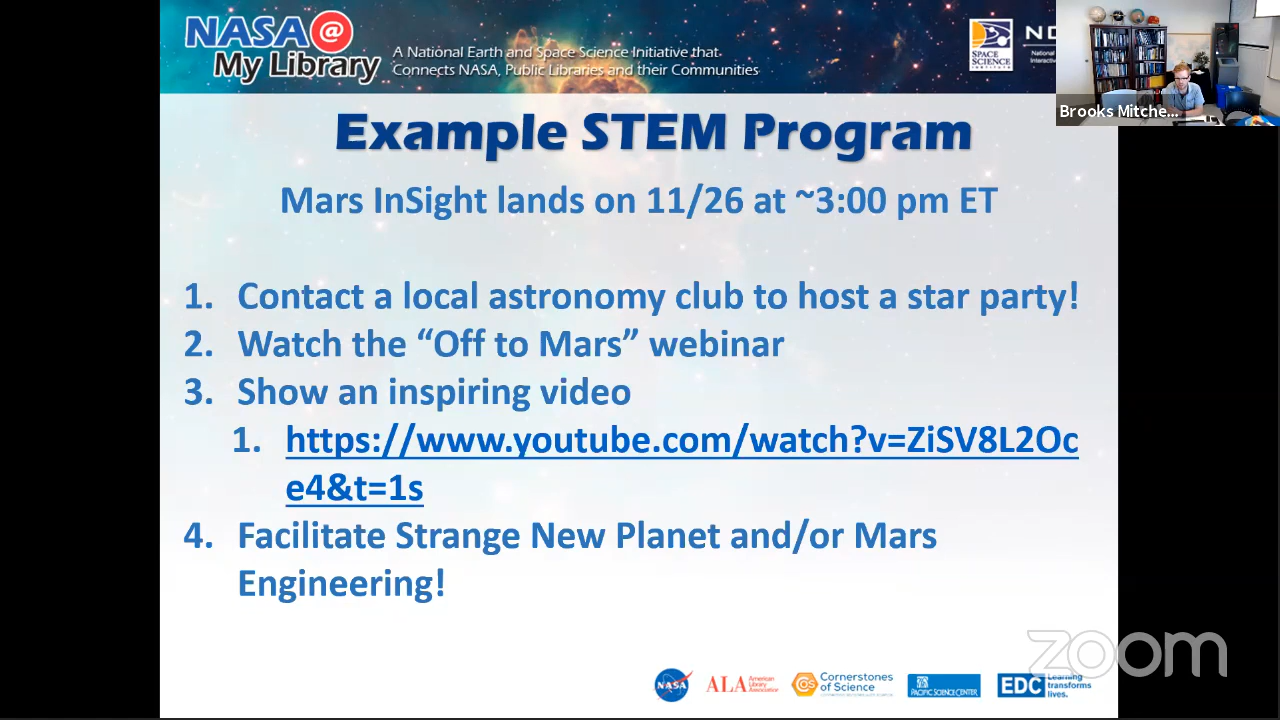 NASA@
My Library
A National Earth and Space Science Initiative that
Connects NASA, Public Libraries and their Communities
SPACE
SCIENCE
INSTITUTE
National
Brooks Mitche...
Example STEM Program
Mars InSight lands on 11/26 at ~3:00 pm ET
1. Contact a local astronomy club to host a star party!
2. Watch the “Off to Mars” webinar
3. Show an inspiring video
1. https://www.youtube.com/watch?v=ZiSV8L2Oc
e4&t=1s
4. Facilitate Strange New Planet and/or Mars
Engineering!
zoom
NASA
ALA American
Library
Association
Cornerstones
of Science
PACIFIC SCIENCE CENTER
EDC Learning
transforms
lives.